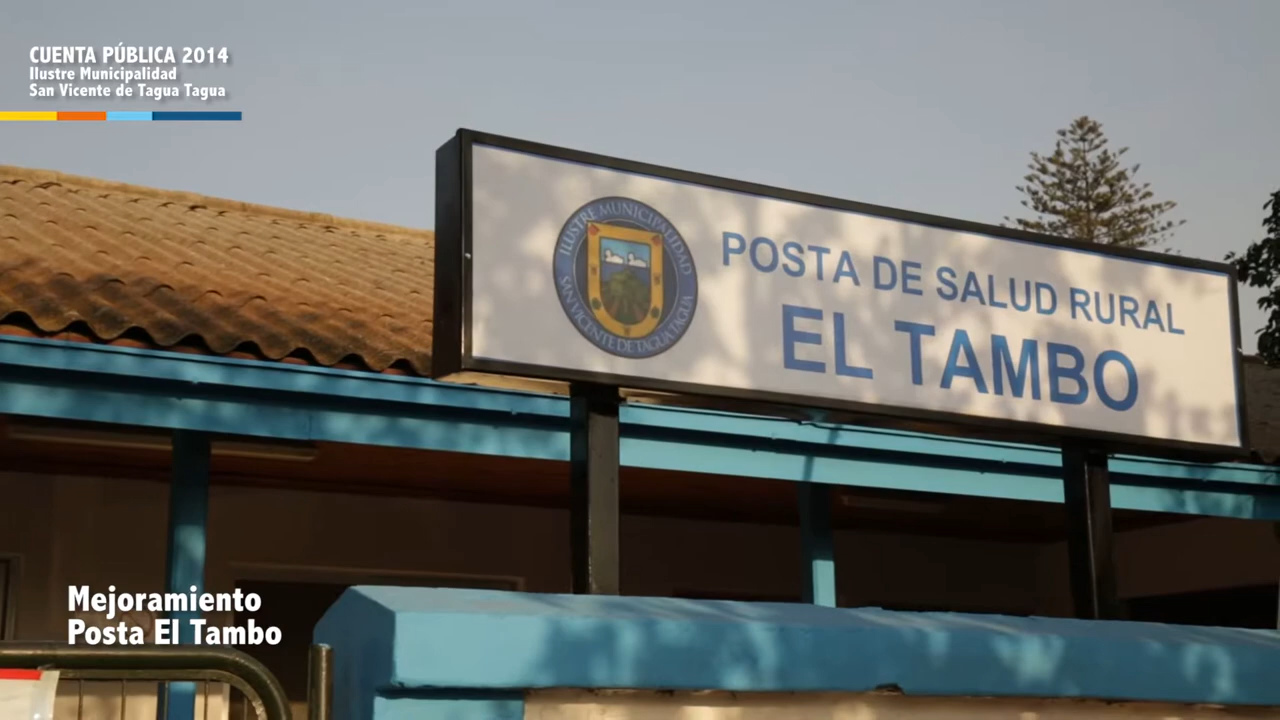 CUENTA PÚBLICA 2014
Ilustre Municipalidad
San Vicente de Tagua Tagua
ILUSTRE MUNICIPALIDAD
SAN VICENTE DE TAGUA TAGUA
POSTA DE SALUD RURAL
EL TAMBO
Mejoramiento
Posta El Tambo